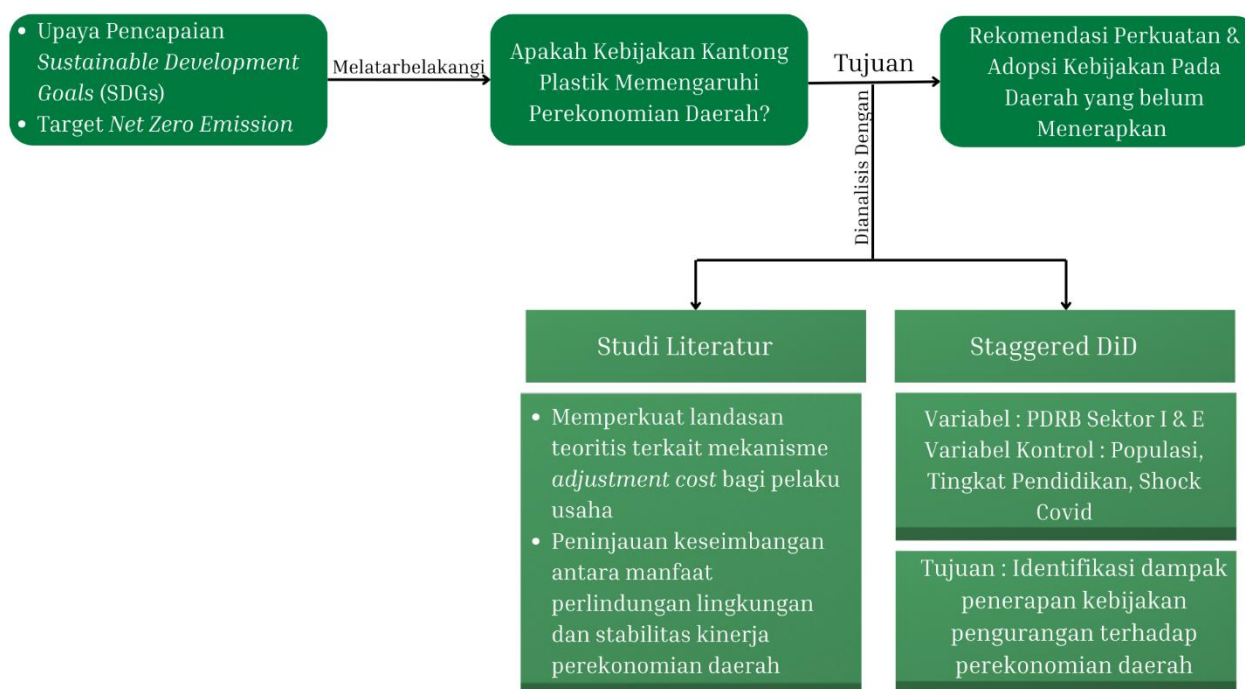 • Upaya Pencapaian
Sustainable Development
Goals (SDGs)
• Target Net Zero Emission
Melatarbelakangi
Apakah Kebijakan Kantong
Plastik Memengaruhi
Perekonomian Daerah?
Tujuan
Rekomendasi Perkuatan &
Adopsi Kebijakan Pada
Daerah yang belum
Menerapkan
Dianalisis Dengan
Studi Literatur
• Memperkuat landasan
teoritis terkait mekanisme
adjustment cost bagi pelaku
usaha
• Peninjauan keseimbangan
antara manfaat
perlindungan lingkungan
dan stabilitas kinerja
perekonomian daerah
Staggered DiD
Variabel : PDRB Sektor I & E
Variabel Kontrol : Populasi,
Tingkat Pendidikan, Shock
Covid
Tujuan : Identifikasi dampak
penerapan kebijakan
pengurangan terhadap
perekonomian daerah